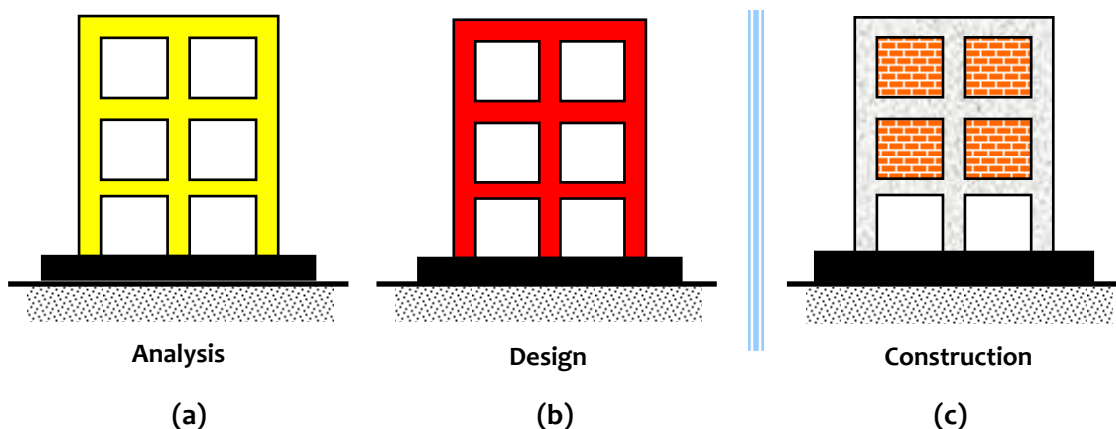 Analysis
Design
Construction
(a)
(b)
(c)